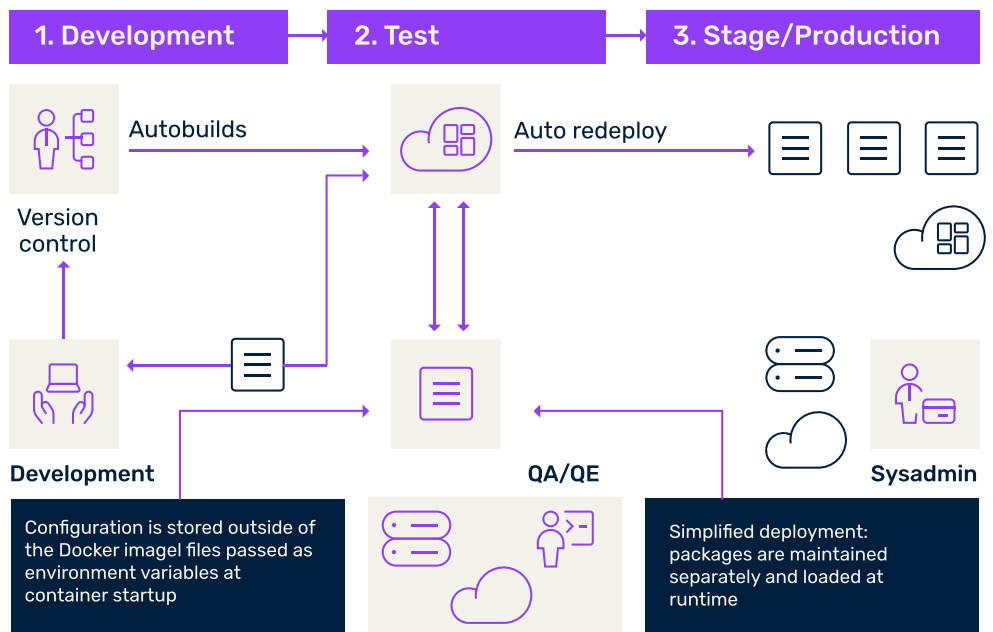 1. Development
2. Test
3. Stage/Production
Autobuilds
Auto redeploy
Version
control
Development
QA/QE
Sysadmin
Configuration is stored outside of
the Docker imagel files passed as
environment variables at
container startup
Simplified deployment:
packages are maintained
separately and loaded at
runtime